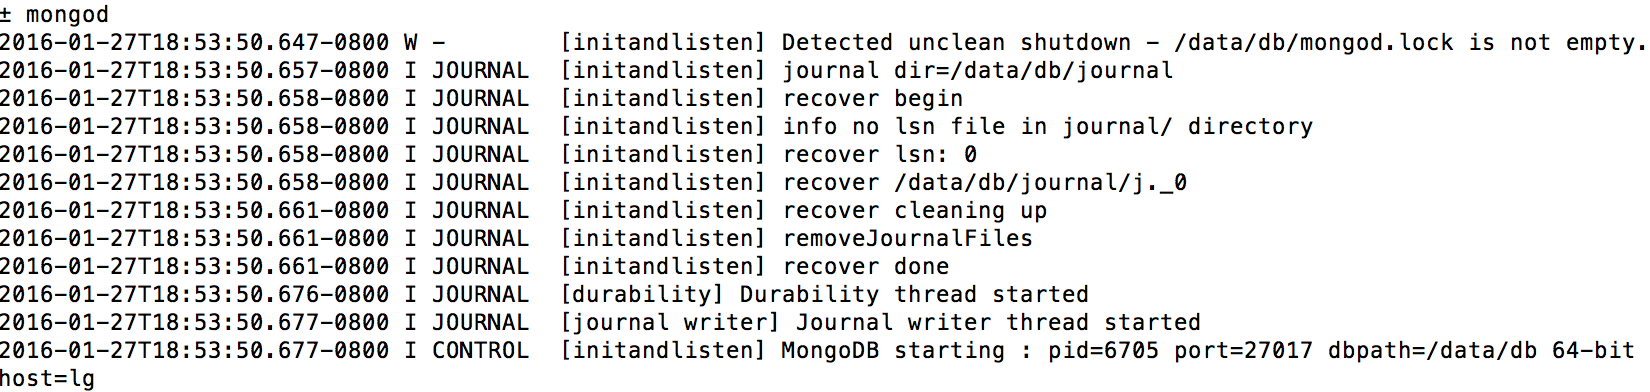 ± mongod
2016-01-27T18:53:50.647-0800 W -        [initandlisten] Detected unclean shutdown - /data/db/mongod.lock is not empty.
2016-01-27T18:53:50.657-0800 I JOURNAL  [initandlisten] journal dir=/data/db/journal
2016-01-27T18:53:50.658-0800 I JOURNAL  [initandlisten] recover begin
2016-01-27T18:53:50.658-0800 I JOURNAL  [initandlisten] info no lsn file in journal/ directory
2016-01-27T18:53:50.658-0800 I JOURNAL  [initandlisten] recover lsn: 0
2016-01-27T18:53:50.658-0800 I JOURNAL  [initandlisten] recover /data/db/journal/j._0
2016-01-27T18:53:50.661-0800 I JOURNAL  [initandlisten] recover cleaning up
2016-01-27T18:53:50.661-0800 I JOURNAL  [initandlisten] removeJournalFiles
2016-01-27T18:53:50.661-0800 I JOURNAL  [initandlisten] recover done
2016-01-27T18:53:50.676-0800 I JOURNAL  [durability] Durability thread started
2016-01-27T18:53:50.677-0800 I JOURNAL  [journal writer] Journal writer thread started
2016-01-27T18:53:50.677-0800 I CONTROL  [initandlisten] MongoDB starting : pid=6705 port=27017 dbpath=/data/db 64-bit
host=lg